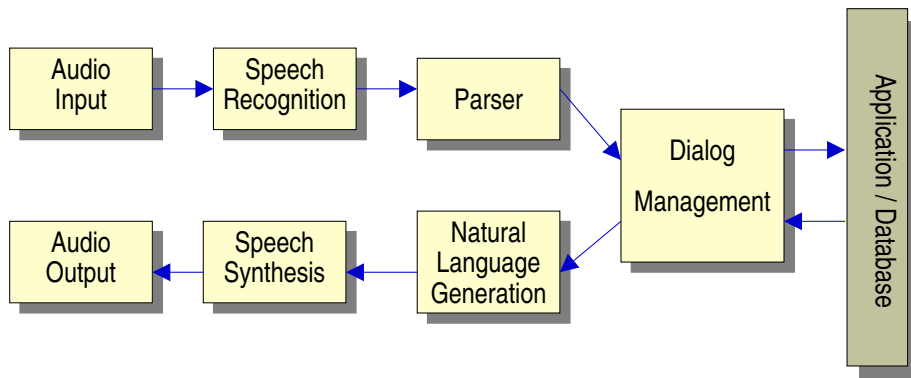 Audio
Input
Speech
Recognition
Parser
Dialog
Management
Application / Database
Audio
Output
Speech
Synthesis
Natural
Language
Generation